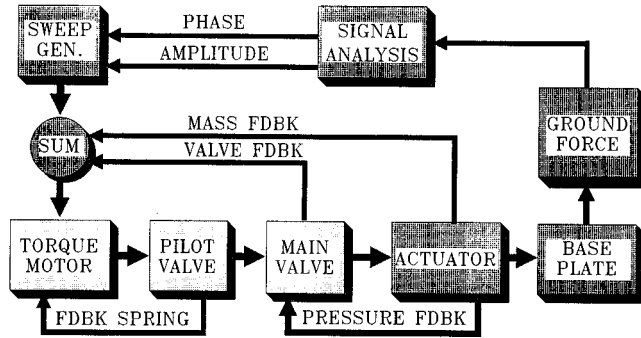 SWEEP
GEN.
PHASE
AMPLITUDE
SIGNAL
ANALYSIS
GROUND
FORCE
SUM
MASS FDBK
VALVE FDBK
TORQUE
MOTOR
PILOT
VALVE
MAIN
VALVE
ACTUATOR
BASE
PLATE
FDBK SPRING
PRESSURE FDBK